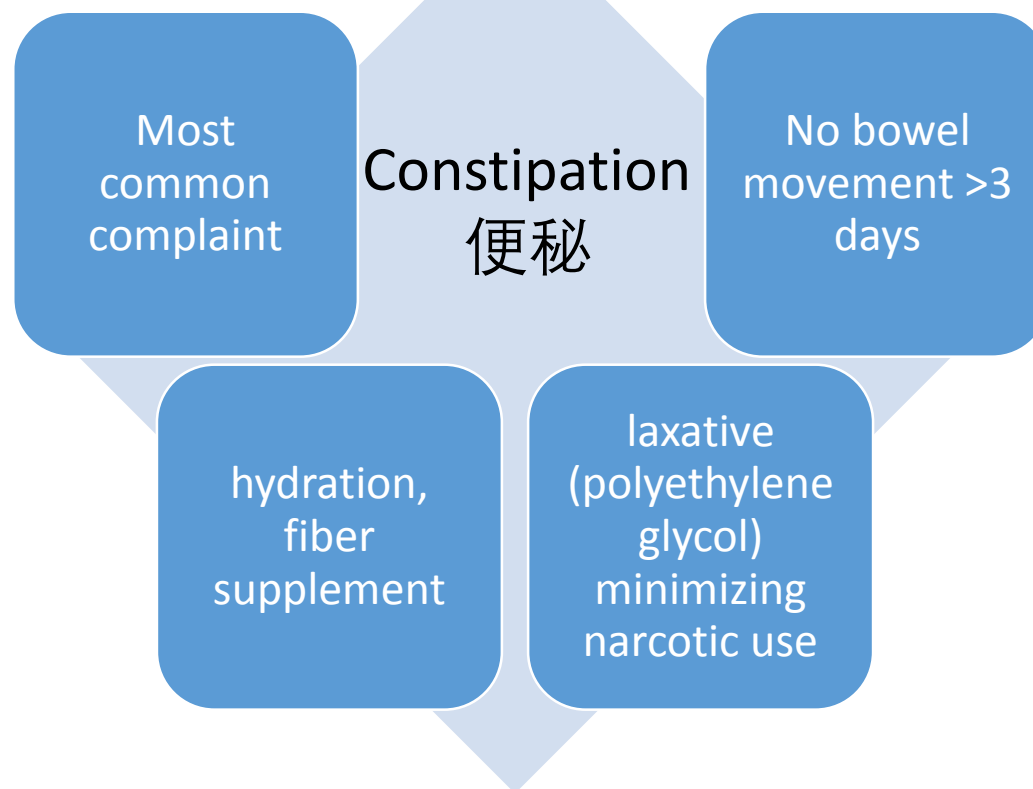 Most
common
complaint
Constipation
便秘
No bowel
movement >3
days
hydration,
fiber
supplement
laxative
(polyethylene
glycol)
minimizing
narcotic use